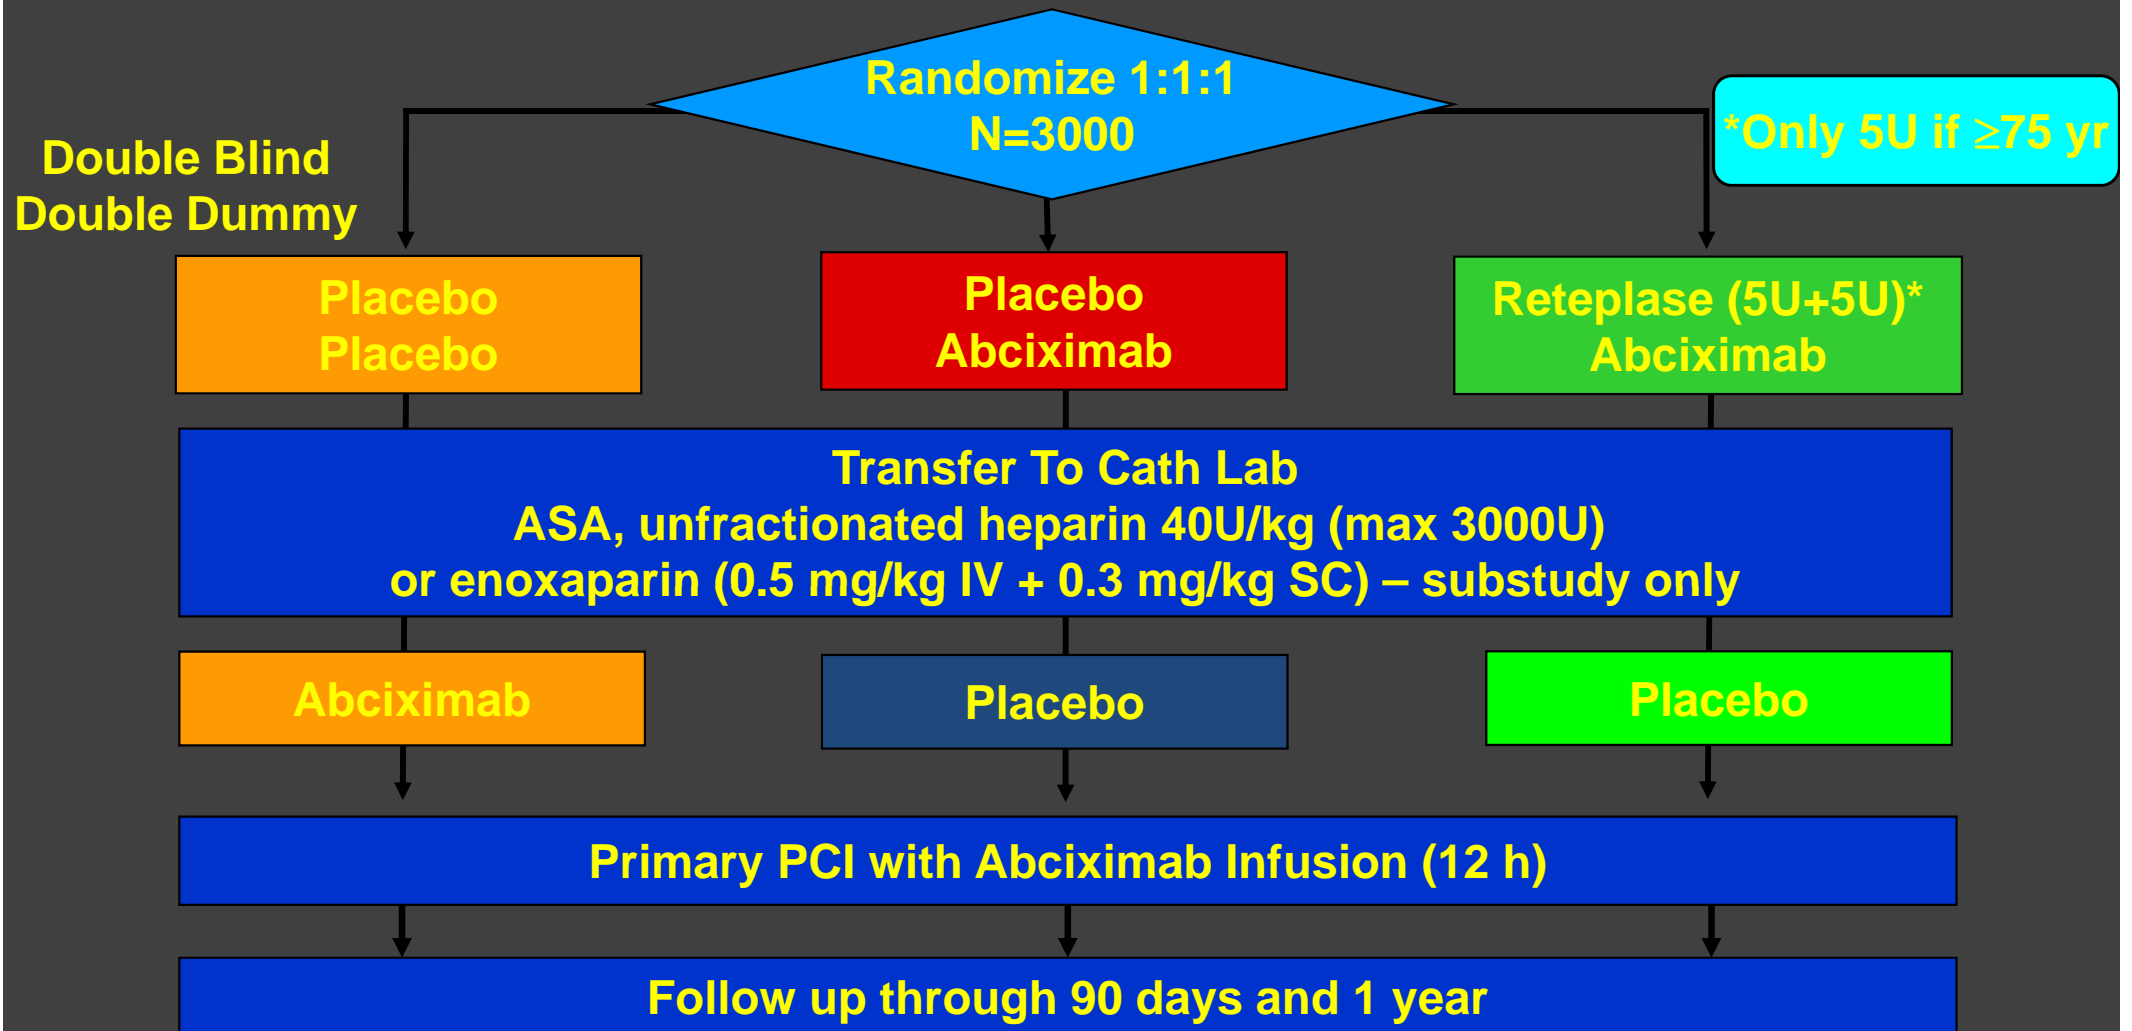 Randomize 1:1:1
N=3000
*Only 5U if ≥75 yr
Double Blind
Double Dummy
Placebo
Placebo
Placebo
Abciximab
Reteplase (5U+5U)*
Abciximab
Transfer To Cath Lab
ASA, unfractionated heparin 40U/kg (max 3000U)
or enoxaparin (0.5 mg/kg IV + 0.3 mg/kg SC) – substudy only
Abciximab
Placebo
Placebo
Primary PCI with Abciximab Infusion (12 h)
Follow up through 90 days and 1 year